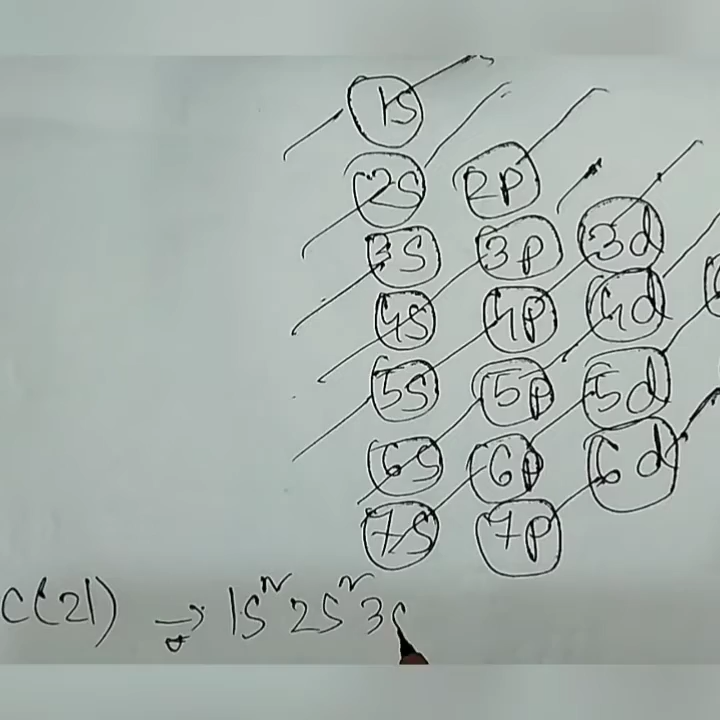 1s
2s 2p
3s 3p 3d
4s 4p 4d
5s 5p 5d
6s 6p 6d
7s 7p
c(21) → 1s² 2s² 3s